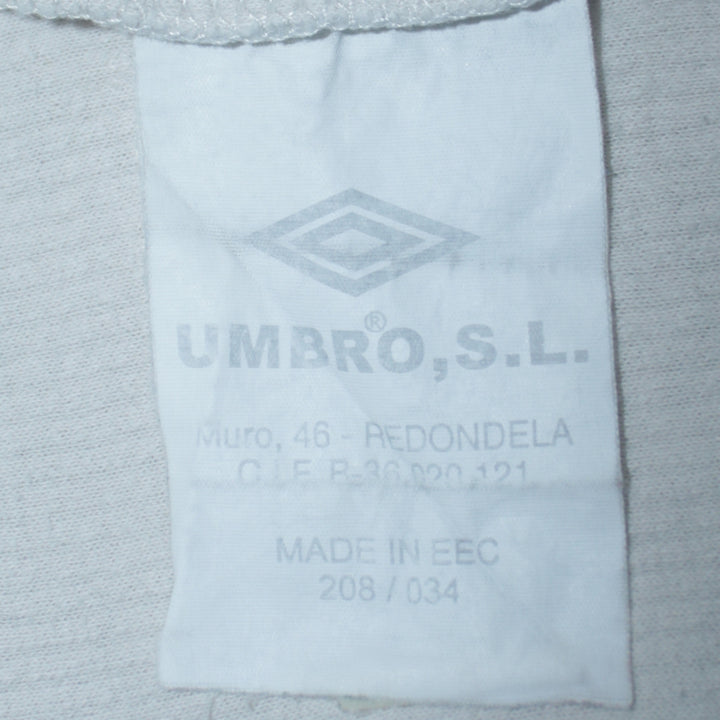 UMBRO®, S.L.
Muro, 46 - REDONDELA
C.I.F. B-36.020.121
MADE IN EEC
208 / 034